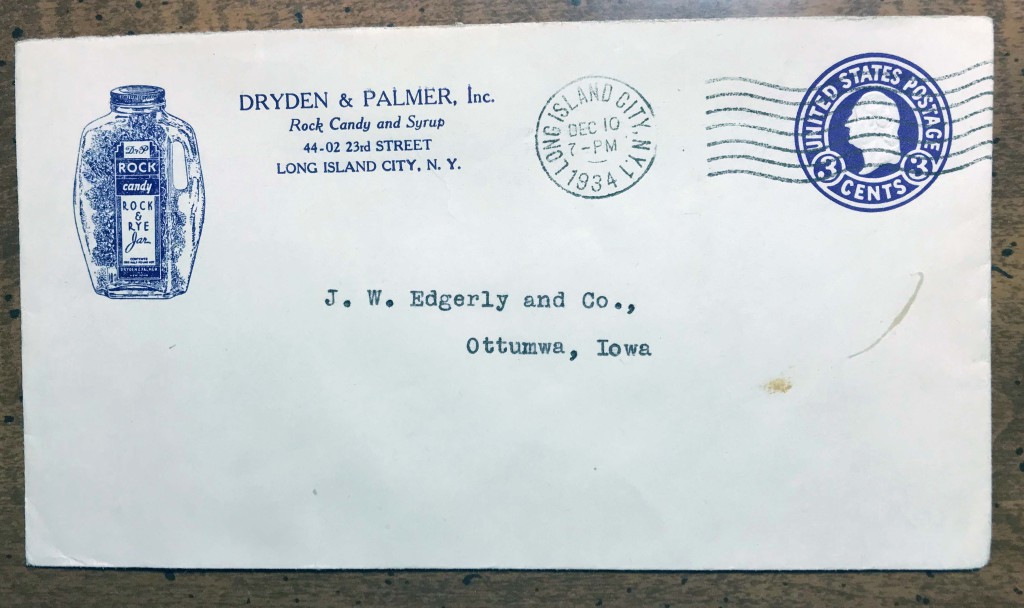 DRYDEN & PALMER, Inc.
Rock Candy and Syrup
44-02 23rd STREET
LONG ISLAND CITY, N. Y.
D & P
ROCK
candy
ROCK
&
RYE
Jar
LONG ISLAND CITY, N.Y. 1
DEC 10
7-PM
1934
UNITED STATES POSTAGE
3 3
CENTS
J. W. Edgerly and Co.,
Ottumwa, Iowa